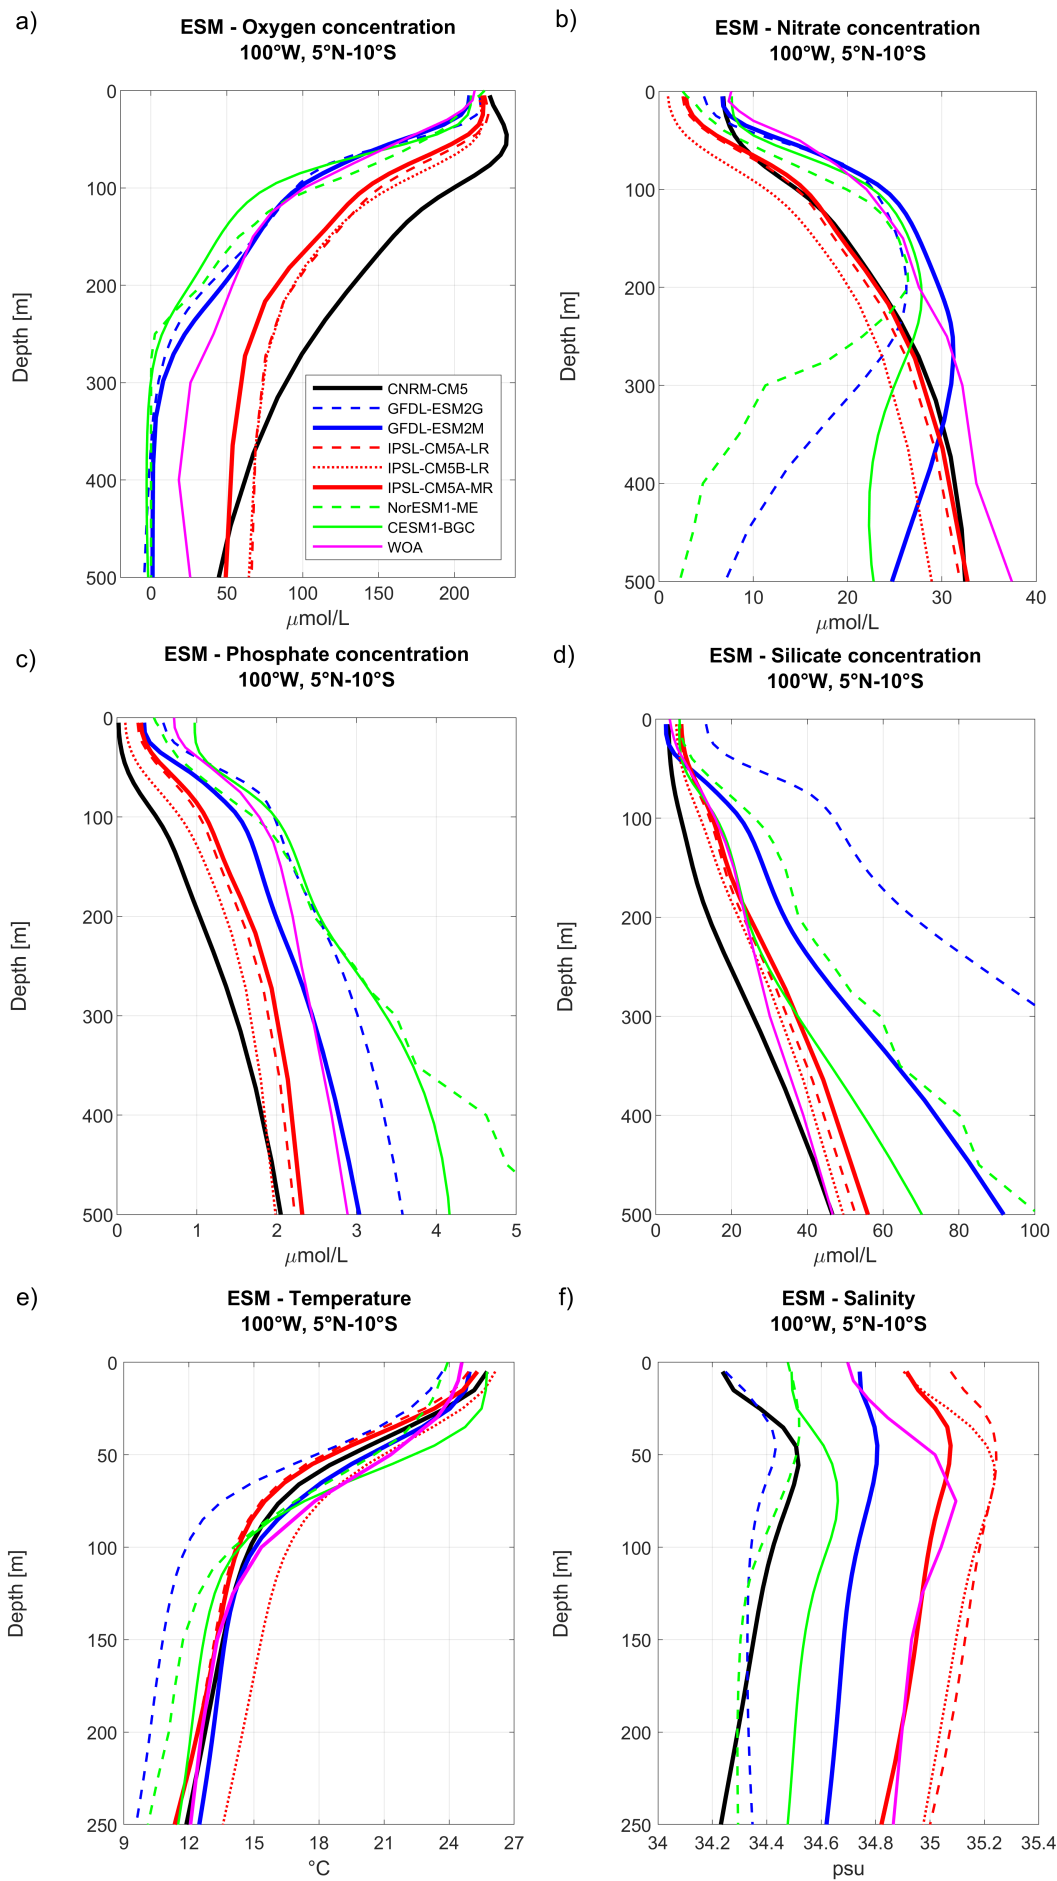 a)
ESM - Oxygen concentration
100°W, 5°N-10°S
0
100
200
300
400
500
Depth [m]
0 50 100 150 200
μmol/L
CNRM-CM5
GFDL-ESM2G
GFDL-ESM2M
IPSL-CM5A-LR
IPSL-CM5B-LR
IPSL-CM5A-MR
NorESM1-ME
CESM1-BGC
WOA
b)
ESM - Nitrate concentration
100°W, 5°N-10°S
0
100
200
300
400
500
Depth [m]
0 10 20 30 40
μmol/L
c)
ESM - Phosphate concentration
100°W, 5°N-10°S
0
100
200
300
400
500
Depth [m]
0 1 2 3 4 5
μmol/L
d)
ESM - Silicate concentration
100°W, 5°N-10°S
0
100
200
300
400
500
Depth [m]
0 20 40 60 80 100
μmol/L
e)
ESM - Temperature
100°W, 5°N-10°S
0
50
100
150
200
250
Depth [m]
9 12 15 18 21 24 27
°C
f)
ESM - Salinity
100°W, 5°N-10°S
0
50
100
150
200
250
Depth [m]
34 34.2 34.4 34.6 34.8 35 35.2 35.4
psu